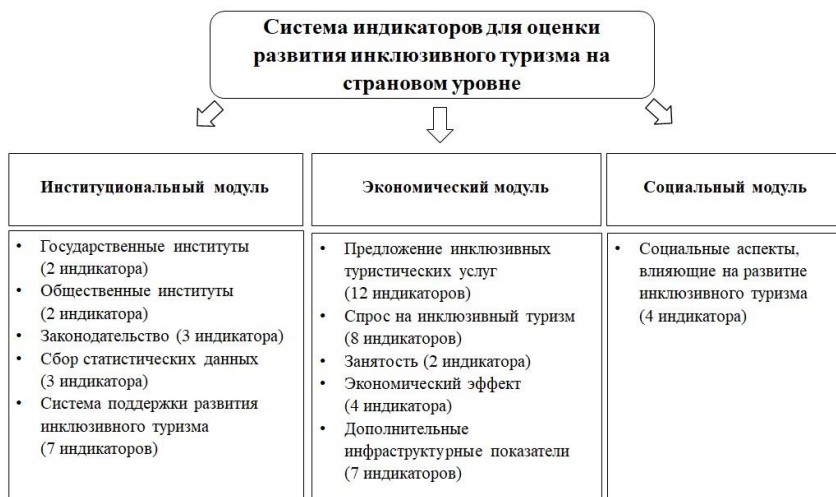 Система индикаторов для оценки
развития инклюзивного туризма на
страновом уровне
Институциональный модуль
• Государственные институты
(2 индикатора)
• Общественные институты
(2 индикатора)
• Законодательство (3 индикатора)
• Сбор статистических данных
(3 индикатора)
• Система поддержки развития
инклюзивного туризма
(7 индикаторов)
Экономический модуль
• Предложение инклюзивных
туристических услуг
(12 индикаторов)
• Спрос на инклюзивный туризм
(8 индикаторов)
• Занятость (2 индикатора)
• Экономический эффект
(4 индикатора)
• Дополнительные
инфраструктурные показатели
(7 индикаторов)
Социальный модуль
• Социальные аспекты,
влияющие на развитие
инклюзивного туризма
(4 индикатора)